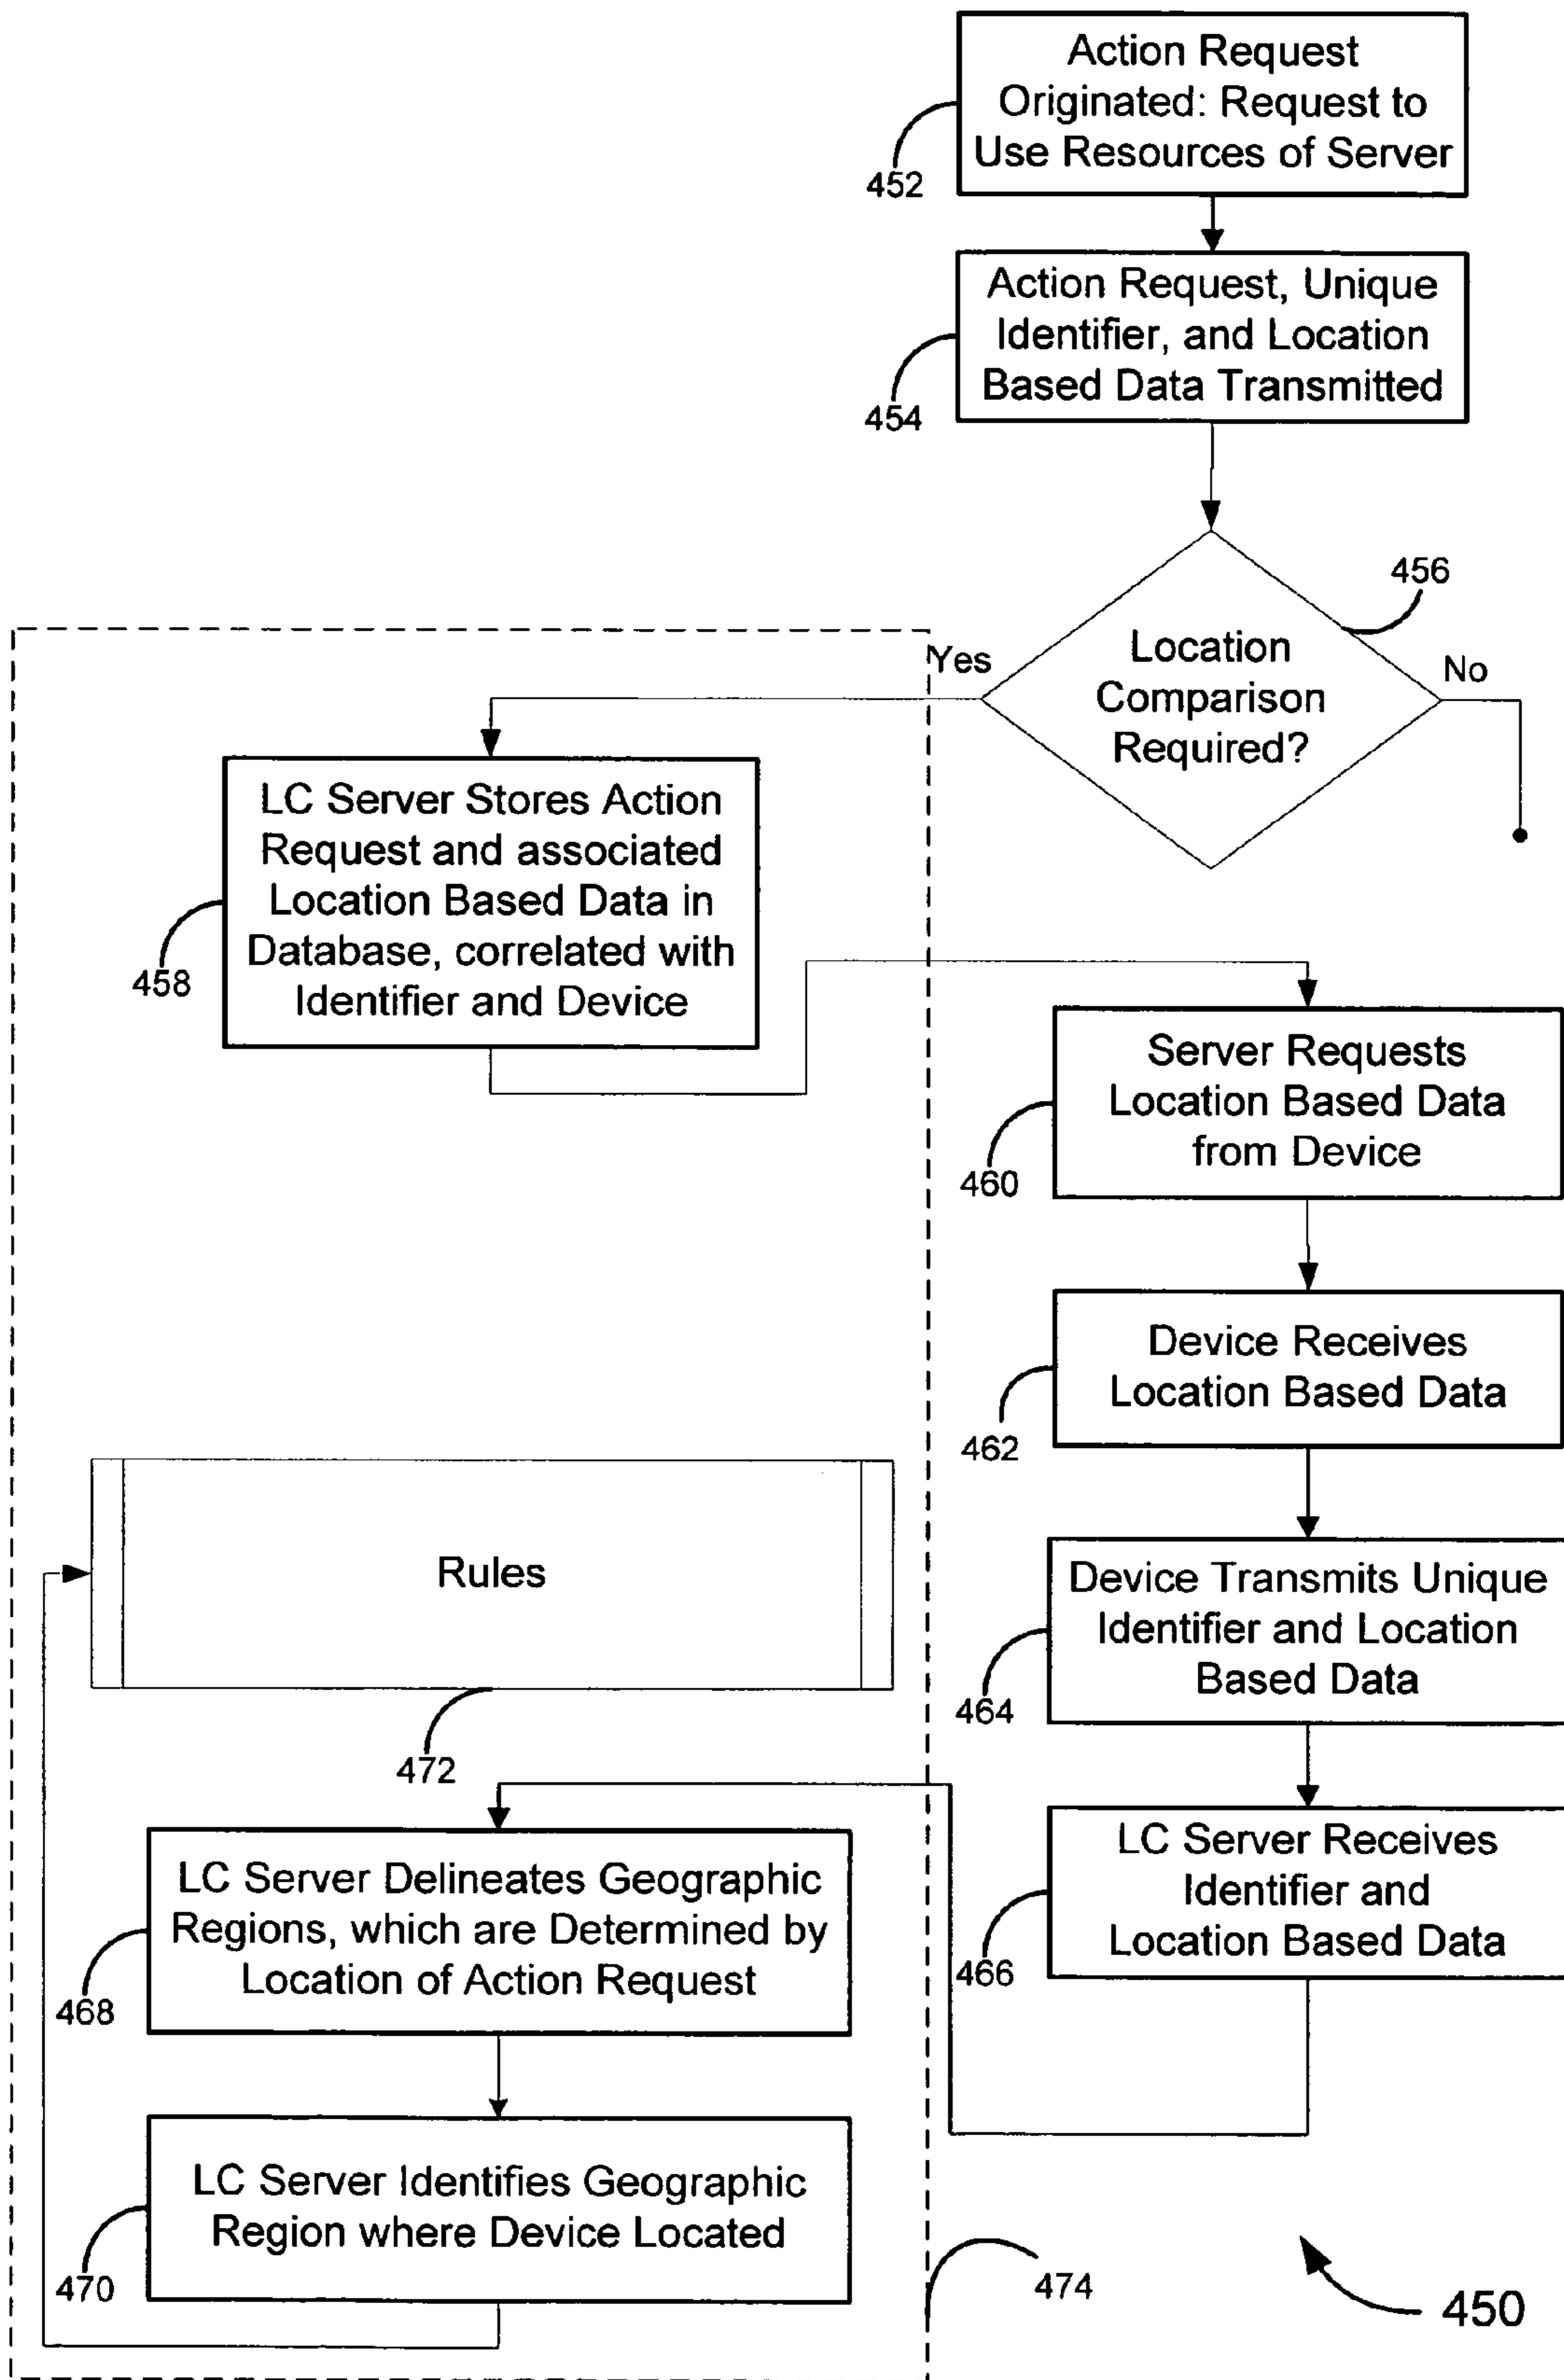 Action Request
Originated: Request to
Use Resources of Server
452
Action Request, Unique
Identifier, and Location
Based Data Transmitted
454
456
Location
Comparison
Required?
Yes
No
LC Server Stores Action
Request and associated
Location Based Data in
Database, correlated with
Identifier and Device
458
Server Requests
Location Based Data
from Device
460
Device Receives
Location Based Data
462
Rules
472
Device Transmits Unique
Identifier and Location
Based Data
464
LC Server Receives
Identifier and
Location Based Data
466
LC Server Delineates Geographic
Regions, which are Determined by
Location of Action Request
468
LC Server Identifies Geographic
Region where Device Located
470
474
450